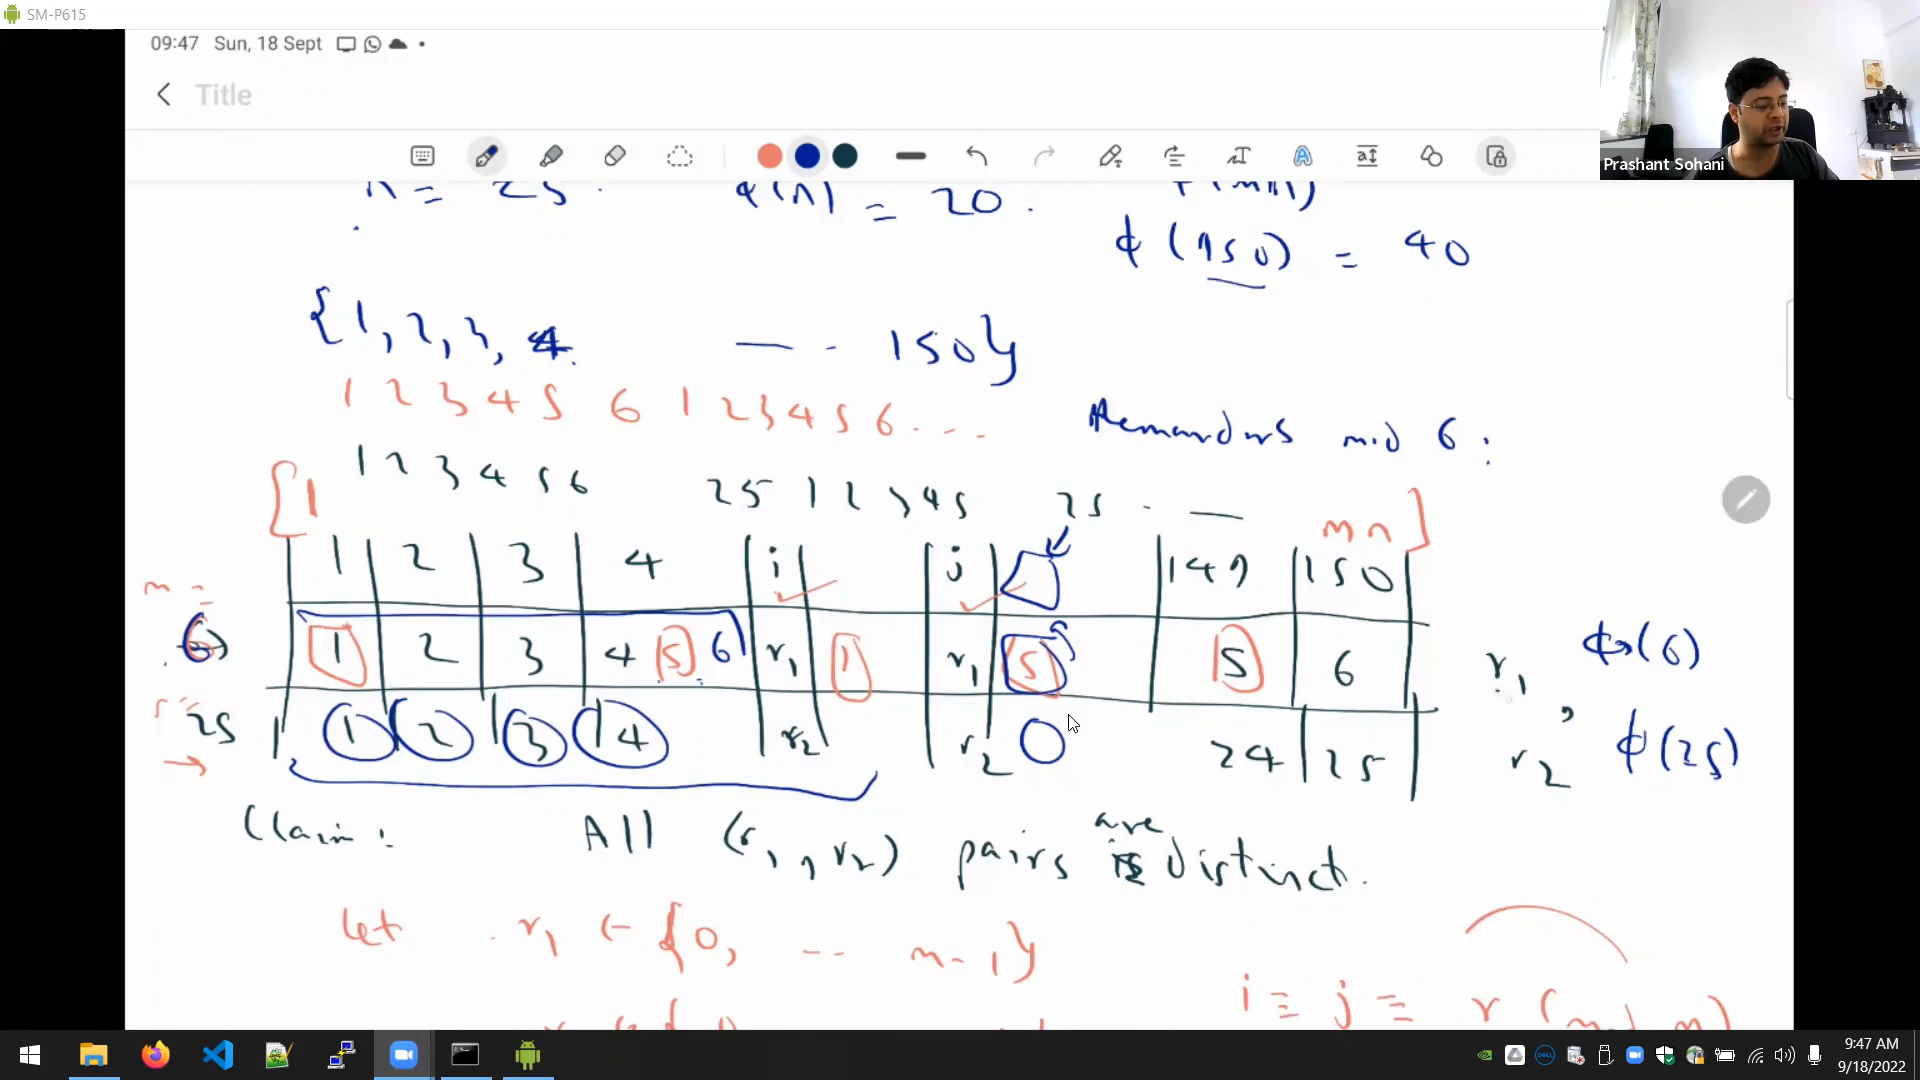 SM-P615
09:47 Sun, 18 Sept
Title
Prashant Sohani
n = 25. φ(n) = 20. φ(mn)
φ(150) = 40
{1, 2, 3, 4. — - 150}
1 2 3 4 5 6 1 2 3 4 5 6 . - - -
Remainders mod 6 :
1 2 3 4 5 6 25 1 2 3 4 5 25 - —
[1 mn]
1 2 3 4 i j 149 150
m =
6 1 2 3 4 5 6 r1 1 r1 5 5 6 r1 φ(6)
25 1 2 3 4 r2 r2 24 25 , r2 φ(25)
Claim : All (r1, r2) pairs are distinct.
let r1 ∈ {0, -- m-1}
i ≡ j ≡ r (mod m)
9:47 AM
9/18/2022